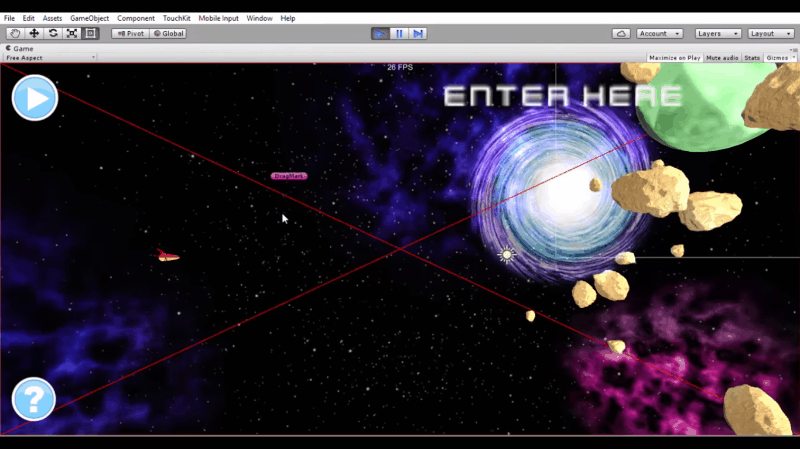 File Edit Assets GameObject Component TouchKit Mobile Input Window Help
Pivot Global Account Layers Layout
Game
Free Aspect Maximize on Play Mute audio Stats Gizmos
26 FPS
ENTER HERE
DragMark
?